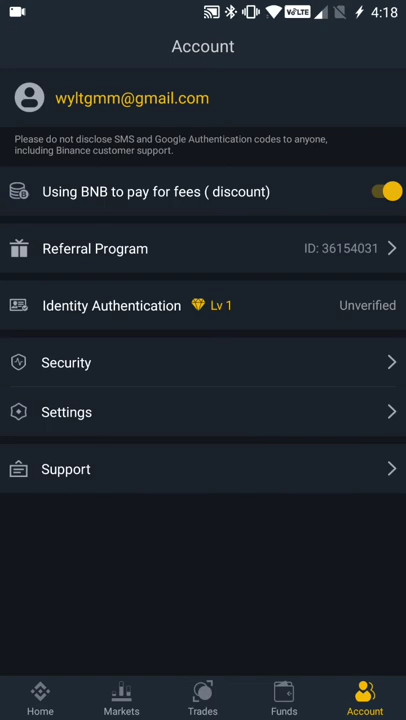 VoLTE 4:18
Account
wyltgmm@gmail.com
Please do not disclose SMS and Google Authentication codes to anyone,
including Binance customer support.
Using BNB to pay for fees ( discount)
Referral Program ID: 36154031
Identity Authentication Lv 1 Unverified
Security
Settings
Support
Home Markets Trades Funds Account